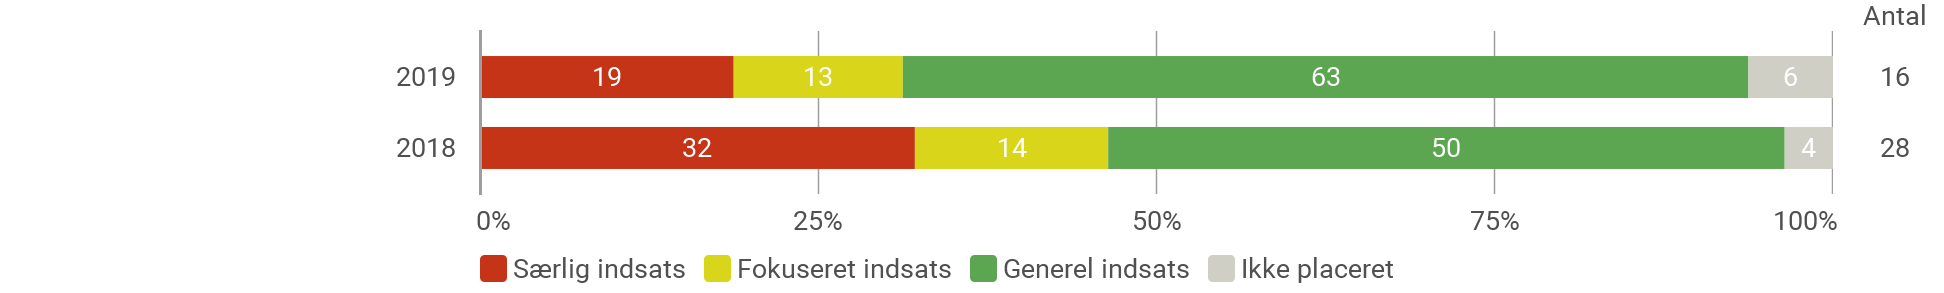 Antal
2019 19 13 63 6 16
2018 32 14 50 4 28
0% 25% 50% 75% 100%
Særlig indsats Fokuseret indsats Generel indsats Ikke placeret